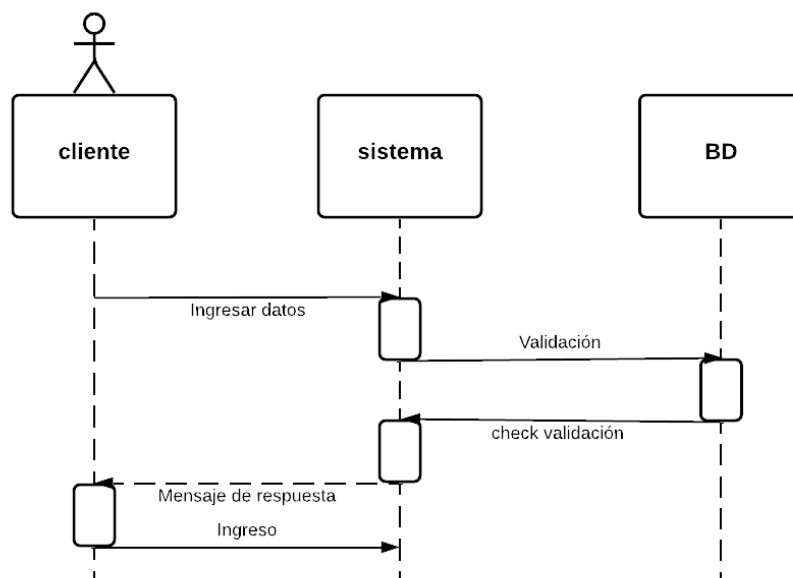 cliente
sistema
BD
Ingresar datos
Validación
check validación
Mensaje de respuesta
Ingreso